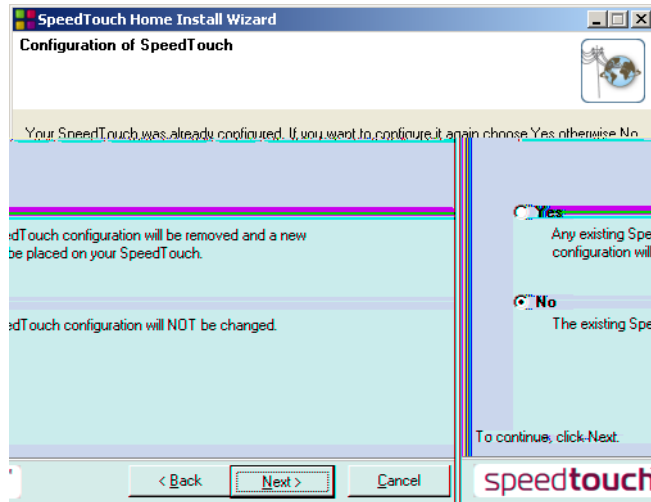 SpeedTouch Home Install Wizard
Configuration of SpeedTouch
Your SpeedTouch was already configured. If you want to configure it again choose Yes otherwise No.
Yes
edTouch configuration will be removed and a new
Any existing Spe
be placed on your SpeedTouch.
configuration will
No
edTouch configuration will NOT be changed.
The existing Spe
To continue, click Next.
< Back
Next >
Cancel
speedtouch